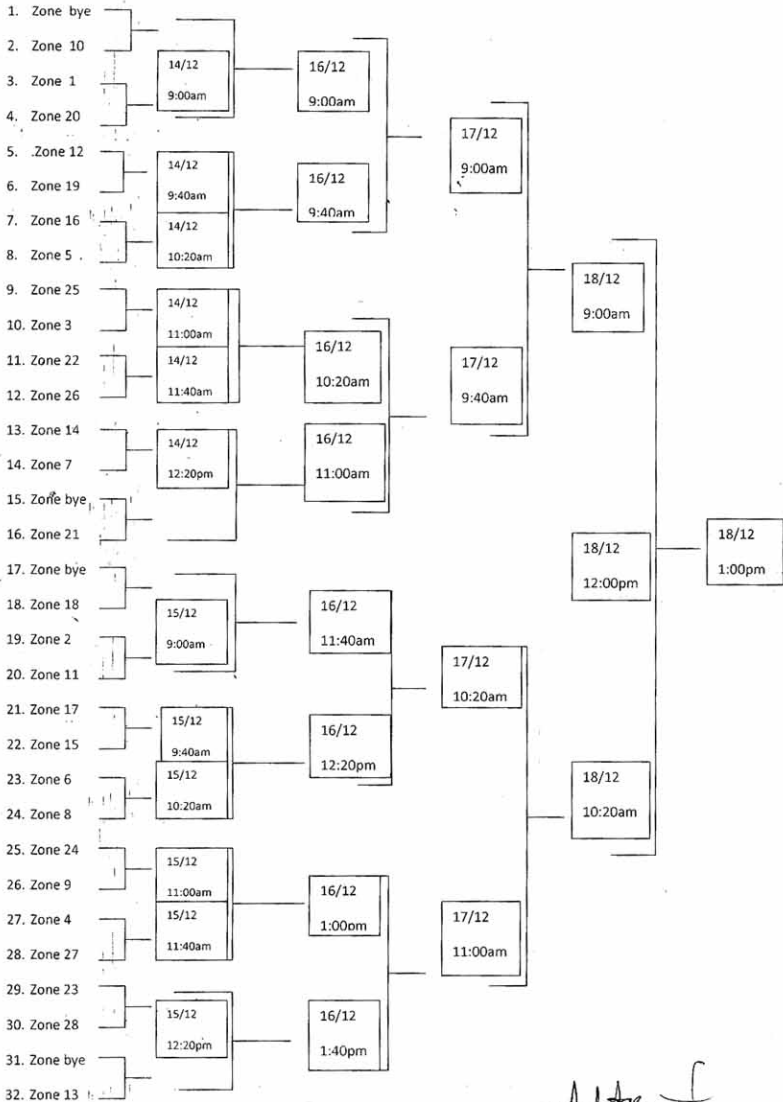 1. Zone bye
2. Zone 10
3. Zone 1
4. Zone 20
5. .Zone 12
6. Zone 19
7. Zone 16
8. Zone 5 .
9. Zone 25
10. Zone 3
11. Zone 22
12. Zone 26
13. Zone 14
14. Zone 7
15. Zone bye
16. Zone 21
17. Zone bye
18. Zone 18
19. Zone 2
20. Zone 11
21. Zone 17
22. Zone 15
23. Zone 6
24. Zone 8
25. Zone 24
26. Zone 9
27. Zone 4
28. Zone 27
29. Zone 23
30. Zone 28
31. Zone bye
32. Zone 13
14/12
9:00am
14/12
9:40am
14/12
10:20am
14/12
11:00am
14/12
11:40am
14/12
12:20pm
15/12
9:00am
15/12
9:40am
15/12
10:20am
15/12
11:00am
15/12
11:40am
15/12
12:20pm
16/12
9:00am
16/12
9:40am
16/12
10:20am
16/12
11:00am
16/12
11:40am
16/12
12:20pm
16/12
1:00pm
16/12
1:40pm
17/12
9:00am
17/12
9:40am
17/12
10:20am
17/12
11:00am
18/12
9:00am
18/12
12:00pm
18/12
10:20am
18/12
1:00pm